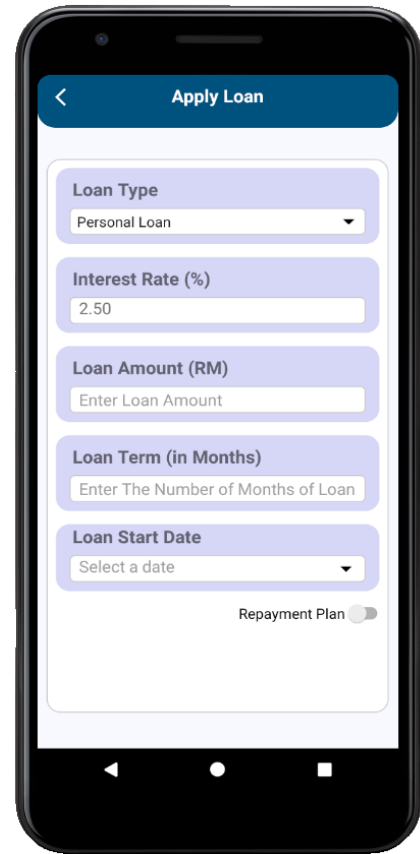 Apply Loan
Loan Type
Personal Loan
Interest Rate (%)
2.50
Loan Amount (RM)
Enter Loan Amount
Loan Term (in Months)
Enter The Number of Months of Loan
Loan Start Date
Select a date
Repayment Plan